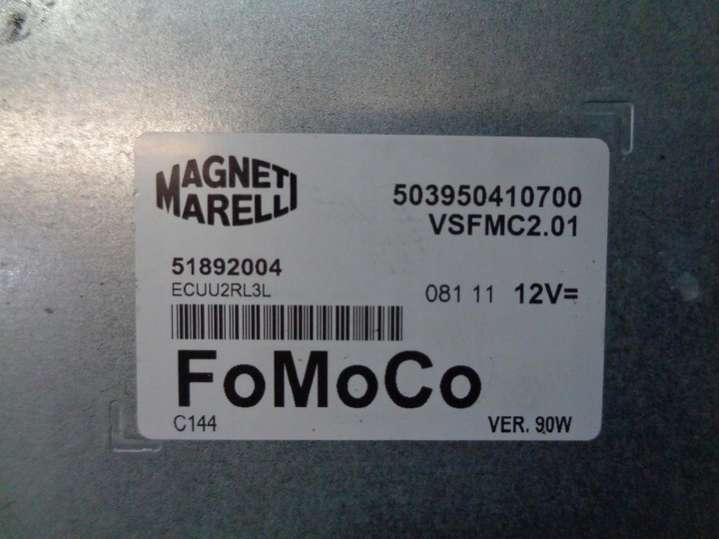 MAGNETI
MARELLI
503950410700
VSFMC2.01
51892004
ECUU2RL3L
081 11 12V=
FoMoCo
C144 VER. 90W